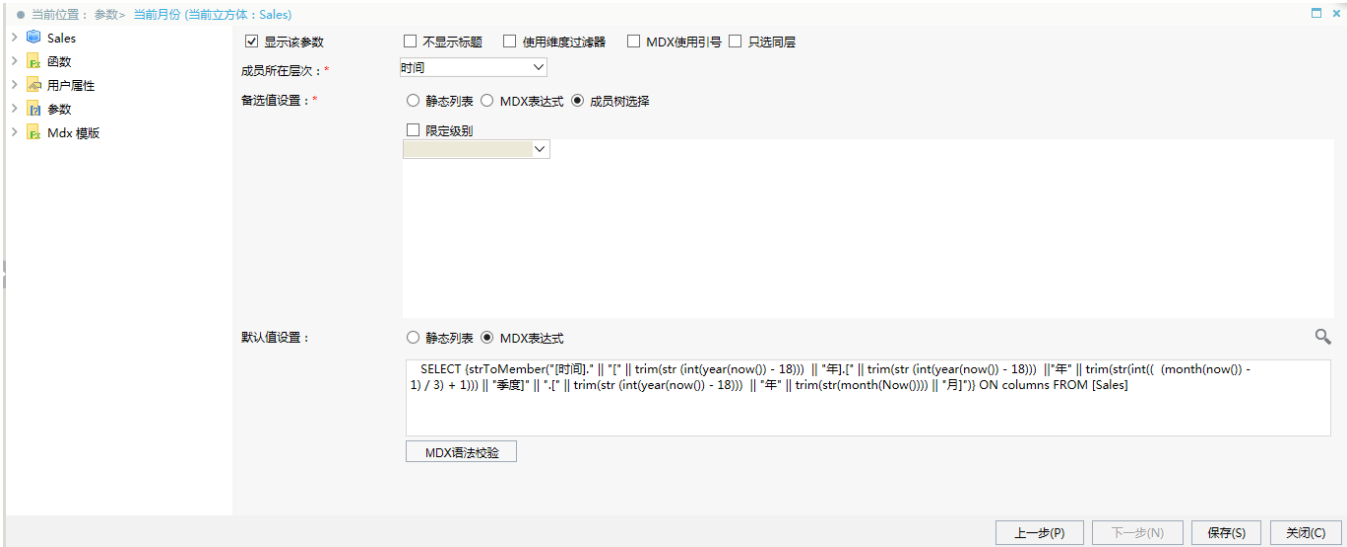 当前位置： 参数> 当前月份 (当前立方体：Sales)
Sales
函数
用户属性
参数
Mdx 模版
显示该参数 不显示标题 使用维度过滤器 MDX使用引号 只选同层
成员所在层次：* 时间
备选值设置：* 静态列表 MDX表达式 成员树选择
限定级别
默认值设置： 静态列表 MDX表达式
SELECT {strToMember("[时间]." || "[" || trim(str (int(year(now()) - 18))) || "年].[" || trim(str (int(year(now()) - 18))) ||"年" || trim(str(int(( (month(now()) -
1) / 3) + 1))) || "季度]" || ".[" || trim(str (int(year(now()) - 18))) || "年" || trim(str(month(Now()))) || "月]")} ON columns FROM [Sales]
MDX语法校验
上一步(P) 下一步(N) 保存(S) 关闭(C)